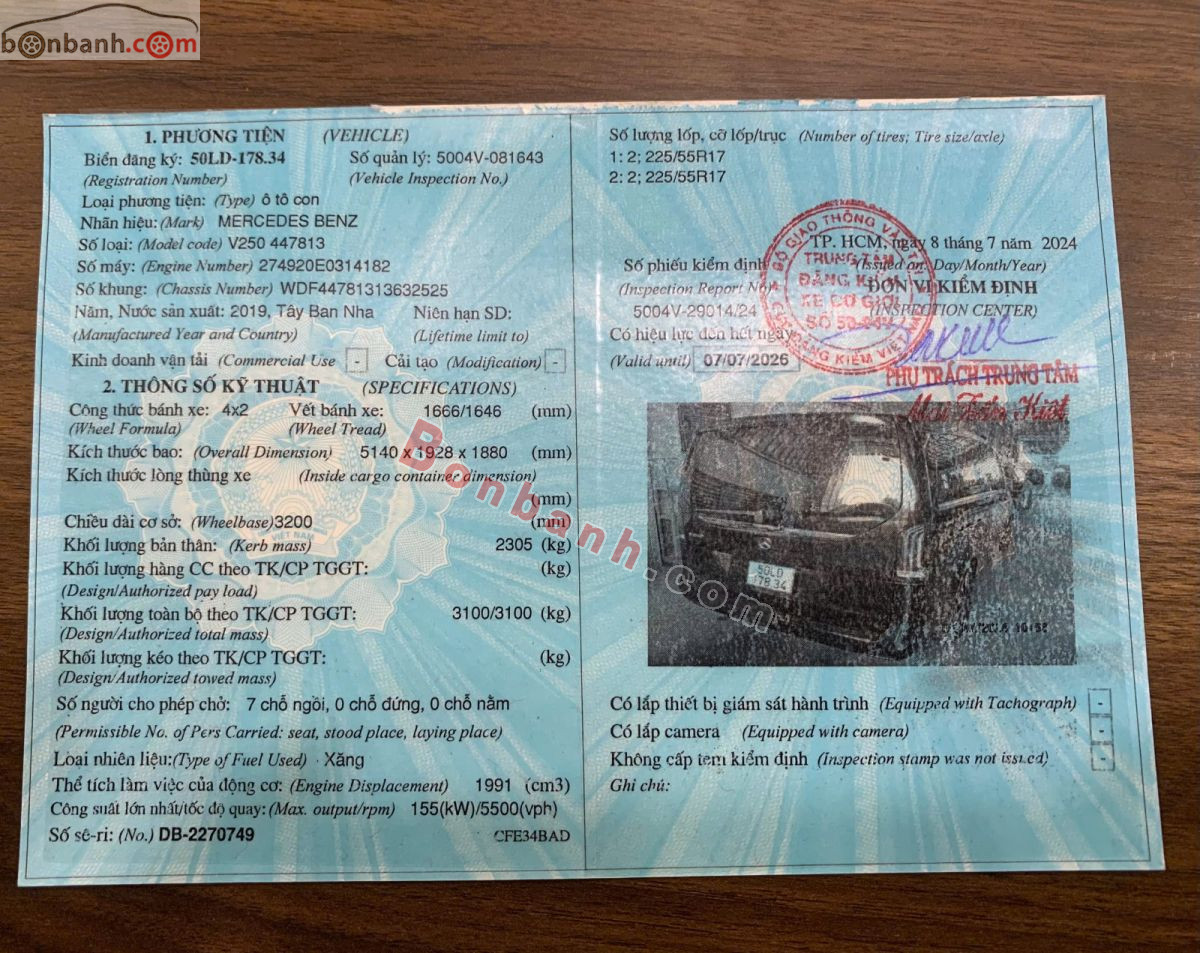 bonbanh.com
1. PHƯƠNG TIỆN (VEHICLE)
Biển đăng ký: 50LD-178.34 Số quản lý: 5004V-081643
(Registration Number) (Vehicle Inspection No.)
Loại phương tiện: (Type) ô tô con
Nhãn hiệu: (Mark) MERCEDES BENZ
Số loại: (Model code) V250 447813
Số máy: (Engine Number) 274920E0314182
Số khung: (Chassis Number) WDF44781313632525
Năm, Nước sản xuất: 2019, Tây Ban Nha Niên hạn SD:
(Manufactured Year and Country) (Lifetime limit to)
Kinh doanh vận tải (Commercial Use - Cải tạo (Modification) -
2. THÔNG SỐ KỸ THUẬT (SPECIFICATIONS)
Công thức bánh xe: 4x2 Vết bánh xe: 1666/1646 (mm)
(Wheel Formula) (Wheel Tread)
Kích thước bao: (Overall Dimension) 5140 x 1928 x 1880 (mm)
Kích thước lòng thùng xe (Inside cargo container dimension)
(mm)
Chiều dài cơ sở: (Wheelbase) 3200 (mm)
Khối lượng bản thân: (Kerb mass) 2305 (kg)
Khối lượng hàng CC theo TK/CP TGGT: (kg)
(Design/Authorized pay load)
Khối lượng toàn bộ theo TK/CP TGGT: 3100/3100 (kg)
(Design/Authorized total mass)
Khối lượng kéo theo TK/CP TGGT: (kg)
(Design/Authorized towed mass)
Số người cho phép chở: 7 chỗ ngồi, 0 chỗ đứng, 0 chỗ nằm
(Permissible No. of Pers Carried: seat, stood place, laying place)
Loại nhiên liệu:(Type of Fuel Used) Xăng
Thể tích làm việc của động cơ: (Engine Displacement) 1991 (cm3)
Công suất lớn nhất/tốc độ quay: (Max. output/rpm) 155(kW)/5500(vph)
Số sê-ri: (No.) DB-2270749 CFE34BAD
Số lượng lốp, cỡ lốp/trục (Number of tires; Tire size/axle)
1: 2; 225/55R17
2: 2; 225/55R17
TP. HCM, ngày 8 tháng 7 năm 2024
Số phiếu kiểm định (Issued on: Day/Month/Year)
(Inspection Report No) ĐƠN VỊ KIỂM ĐỊNH
5004V-29014/24 (INSPECTION CENTER)
Có hiệu lực đến hết ngày
(Valid until) 07/07/2026
TRUNG TÂM
ĐĂNG KIỂM
XE CƠ GIỚI
PHỤ TRÁCH TRUNG TÂM
50LD
178.34
Bonbanh.com
Có lắp thiết bị giám sát hành trình (Equipped with Tachograph) -
Có lắp camera (Equipped with camera) -
Không cấp tem kiểm định (Inspection stamp was not issued) -
Ghi chú: